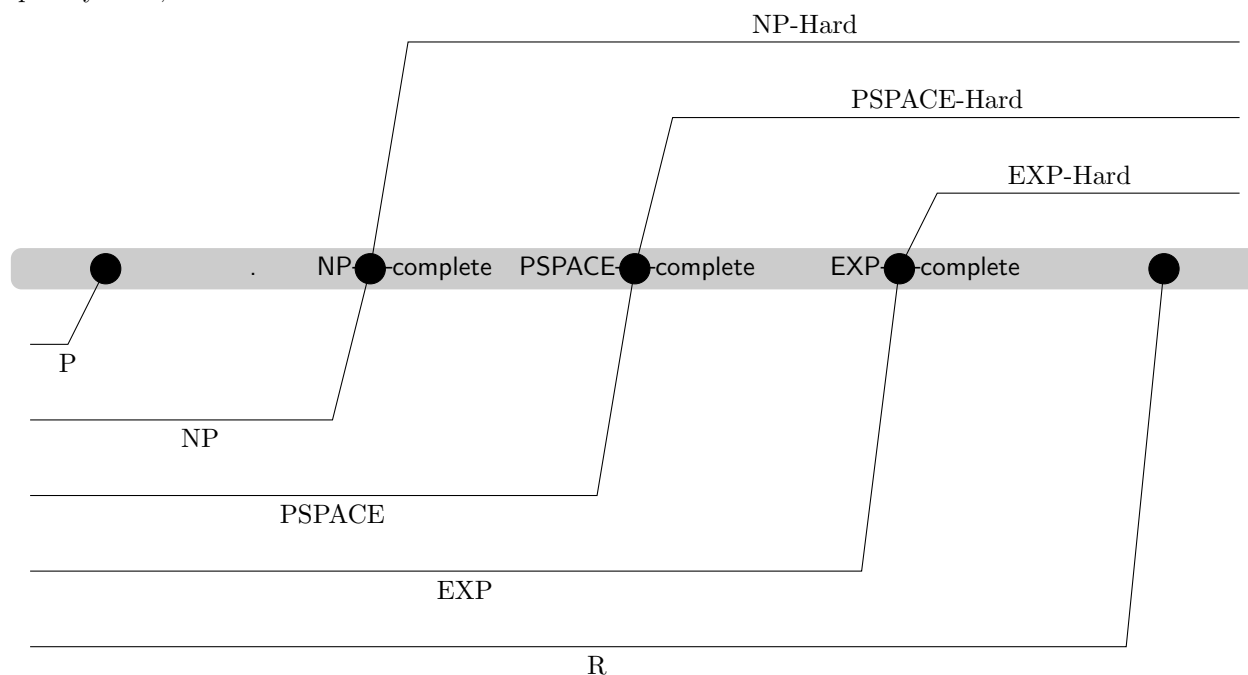 NP-Hard
PSPACE-Hard
EXP-Hard
. NP-complete PSPACE-complete EXP-complete
P
NP
PSPACE
EXP
R